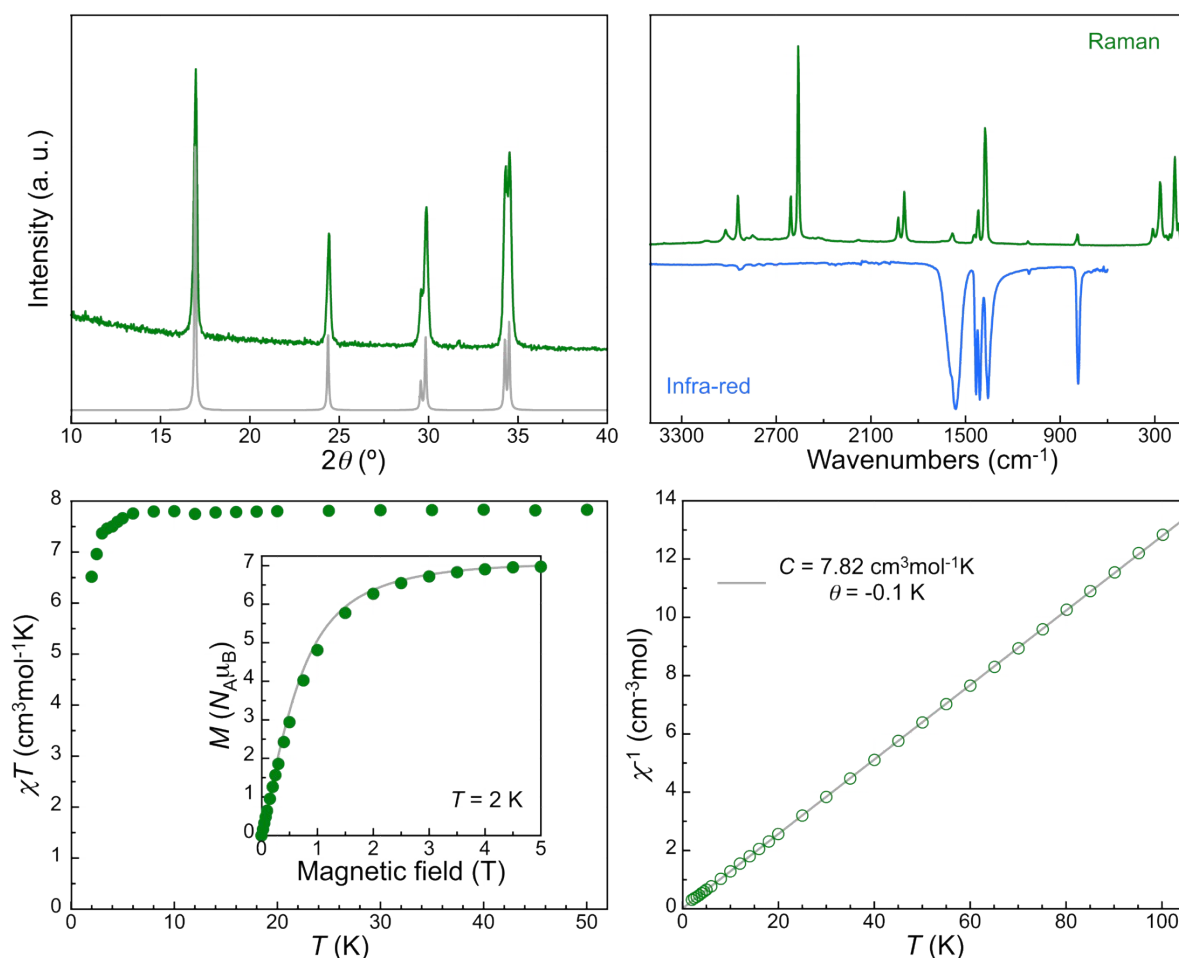 Intensity (a. u.)
10 15 20 25 30 35 40
2θ (º)
Raman
Infra-red
3300 2700 2100 1500 900 300
Wavenumbers (cm-1)
8
7
6
5
4
3
2
1
0
χT (cm3mol-1K)
0 10 20 30 40 50
T (K)
7
6
5
4
3
2
1
0
M (NAμB)
T = 2 K
0 1 2 3 4 5
Magnetic field (T)
14
12
10
8
6
4
2
0
χ-1 (cm-3mol)
C = 7.82 cm3mol-1K
θ = -0.1 K
0 20 40 60 80 100
T (K)